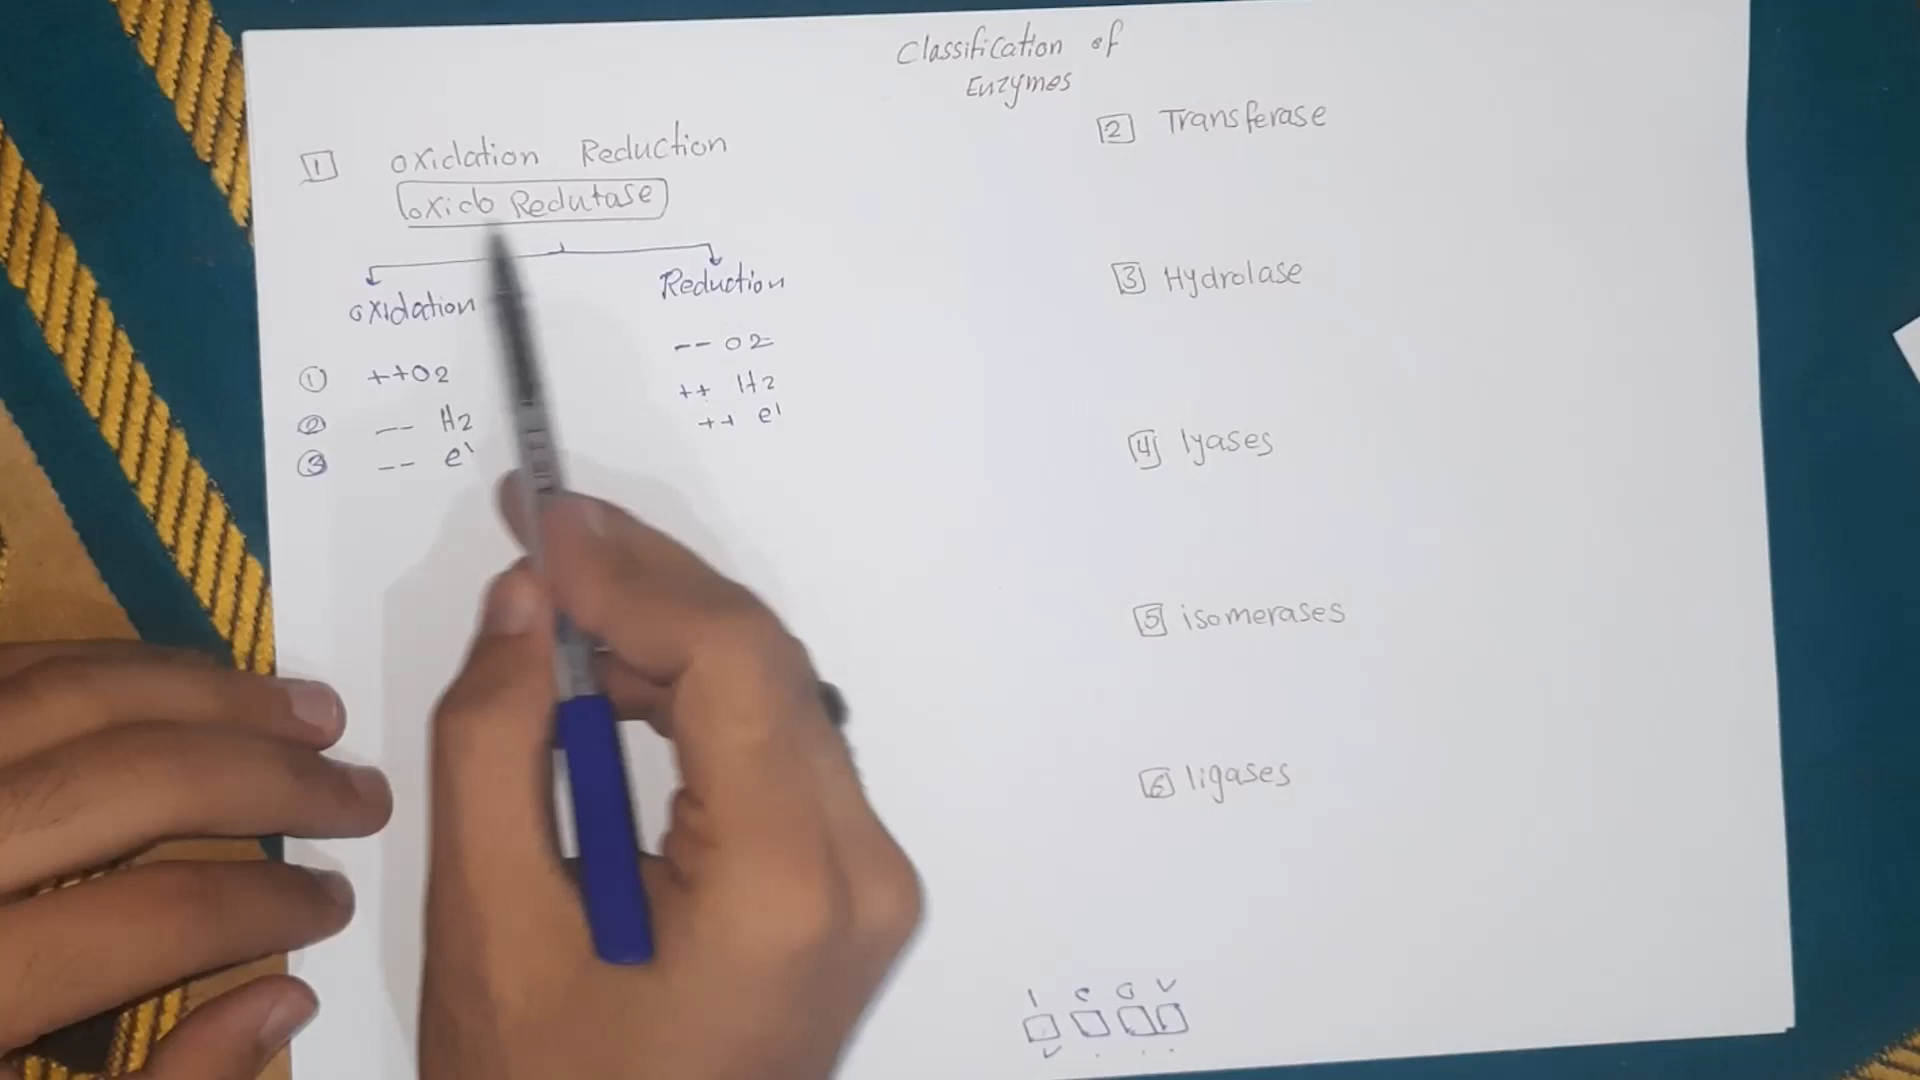 Classification of
Enzymes
1 oxidation Reduction
oxido Redutase
oxidation
Reduction
① ++O2
② -- H2
③ -- e'
-- O2
++ H2
++ e'
2 Transferase
3 Hydrolase
4 lyases
5 isomerases
6 ligases